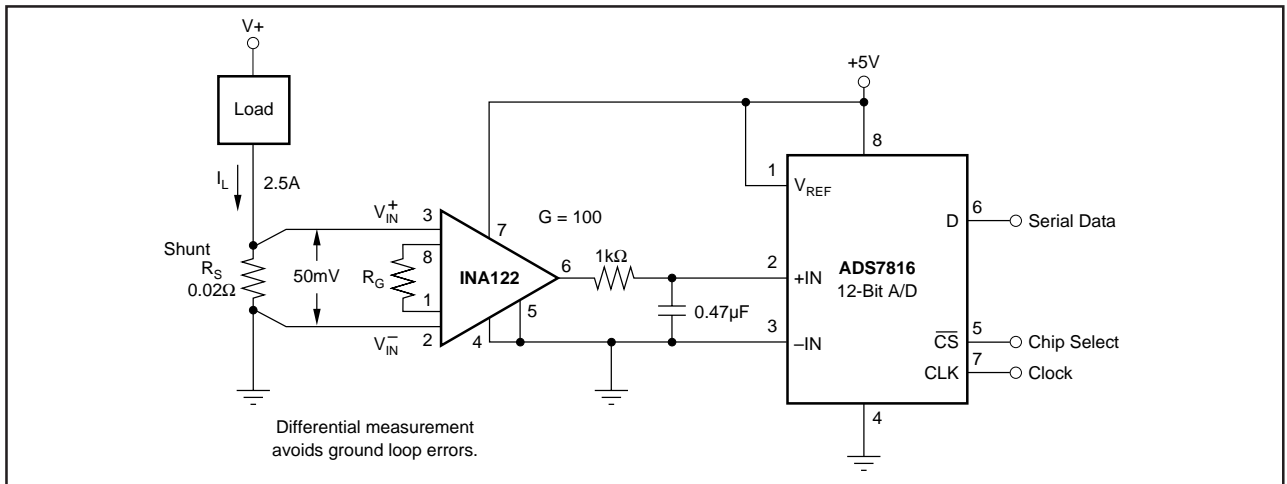 V+
Load
I_L
2.5A
Shunt
R_S
0.02Ω
50mV
V_IN^+
V_IN^–
3
8
R_G
1
2
INA122
7
G = 100
6
5
4
1kΩ
0.47µF
+5V
8
1
V_REF
2
+IN
3
–IN
ADS7816
12-Bit A/D
D
6
Serial Data
C̅S̅
5
Chip Select
CLK
7
Clock
4
Differential measurement
avoids ground loop errors.